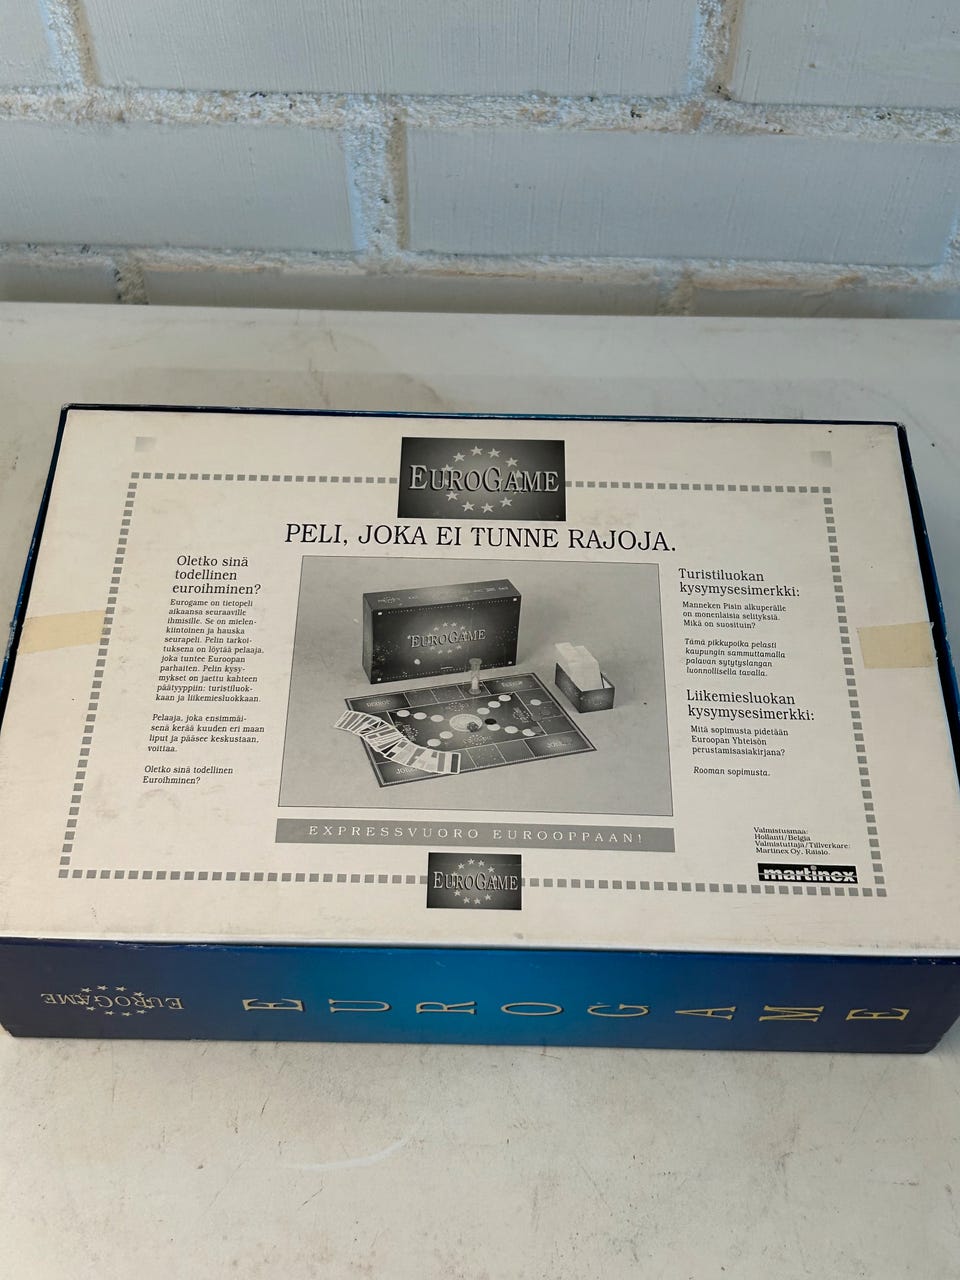 EUROGAME
PELI, JOKA EI TUNNE RAJOJA.
Oletko sinä
todellinen
euroihminen?
Eurogame on tietopeli
aikaansa seuraaville
ihmisille. Se on mielen-
kiintoinen ja hauska
seurapeli. Pelin tarkoi-
tuksena on löytää pelaaja,
joka tuntee Euroopan
parhaiten. Pelin kysy-
mykset on jaettu kahteen
päätyyppiin: turistiluok-
kaan ja liikemiesluokkaan.
Pelaaja, joka ensimmäi-
senä kerää kuuden eri maan
liput ja pääsee keskustaan,
voittaa.
Oletko sinä todellinen
Euroihminen?
EUROGAME
Turistiluokan
kysymysesimerkki:
Manneken Pisin alkuperälle
on monenlaisia selityksiä.
Mikä on suosituin?
Tämä pikkupoika pelasti
kaupungin sammuttamalla
palavan sytytyslangan
luonnollisella tavalla.
Liikemiesluokan
kysymysesimerkki:
Mitä sopimusta pidetään
Euroopan Yhteisön
perustamisasiakirjana?
Rooman sopimusta.
EXPRESSVUORO EUROOPPAAN!
Valmistusmaa:
Hollanti/Belgia
Valmistuttaja/Tillverkare:
Martinex Oy, Raisio.
martinex
EUROGAME
EUROGAME
EUROGAME